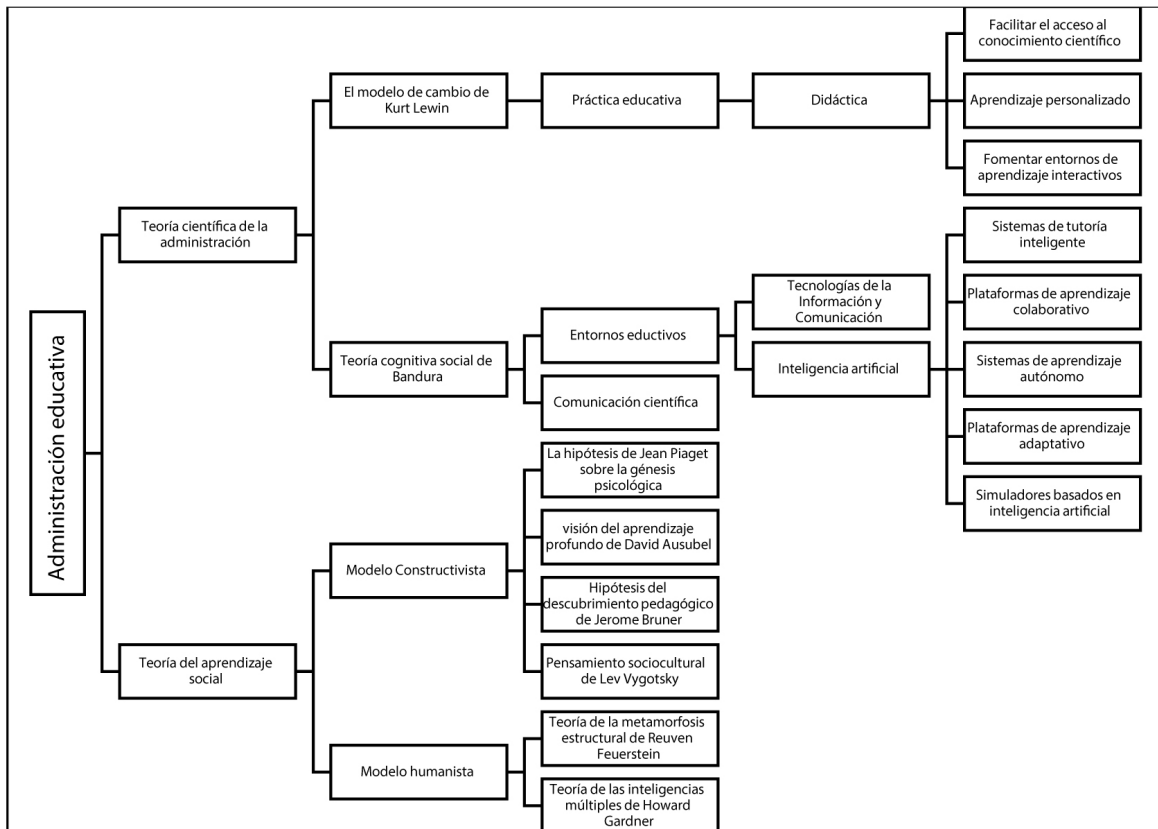 Administración educativa
Teoría científica de la
administración
El modelo de cambio de
Kurt Lewin
Práctica educativa
Didáctica
Facilitar el acceso al
conocimiento científico
Aprendizaje personalizado
Fomentar entornos de
aprendizaje interactivos
Teoría cognitiva social de
Bandura
Entornos eductivos
Tecnologías de la
Información y
Comunicación
Inteligencia artificial
Sistemas de tutoría
inteligente
Plataformas de aprendizaje
colaborativo
Sistemas de aprendizaje
autónomo
Plataformas de aprendizaje
adaptativo
Simuladores basados en
inteligencia artificial
Comunicación científica
Teoría del aprendizaje
social
Modelo Constructivista
La hipótesis de Jean Piaget
sobre la génesis
psicológica
visión del aprendizaje
profundo de David Ausubel
Hipótesis del
descubrimiento pedagógico
de Jerome Bruner
Pensamiento sociocultural
de Lev Vygotsky
Modelo humanista
Teoría de la metamorfosis
estructural de Reuven
Feuerstein
Teoría de las inteligencias
múltiples de Howard
Gardner